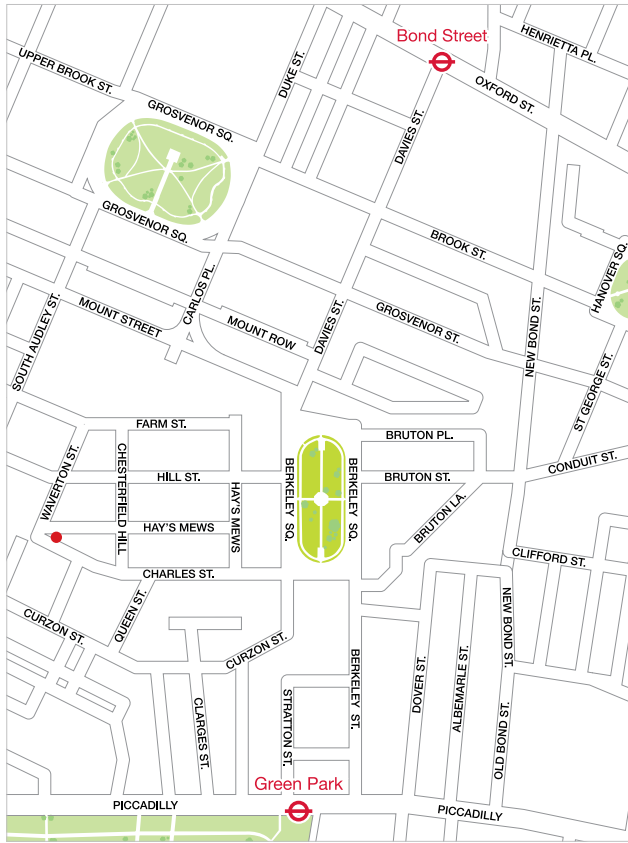 Bond Street
HENRIETTA PL.
UPPER BROOK ST.
DUKE ST.
OXFORD ST.
GROSVENOR SQ.
DAVIES ST.
GROSVENOR SQ.
BROOK ST.
HANOVER SQ.
CARLOS PL.
SOUTH AUDLEY ST.
MOUNT STREET
MOUNT ROW
DAVIES ST.
GROSVENOR ST.
NEW BOND ST.
ST GEORGE ST.
FARM ST.
BRUTON PL.
WAVERTON ST.
CHESTERFIELD HILL
HILL ST.
HAY'S MEWS
BERKELEY SQ.
BERKELEY SQ.
BRUTON ST.
CONDUIT ST.
HAY'S MEWS
BRUTON LA.
CHARLES ST.
CLIFFORD ST.
CURZON ST.
QUEEN ST.
CURZON ST.
NEW BOND ST.
CLARGES ST.
STRATTON ST.
BERKELEY ST.
DOVER ST.
ALBEMARLE ST.
OLD BOND ST.
Green Park
PICCADILLY
PICCADILLY